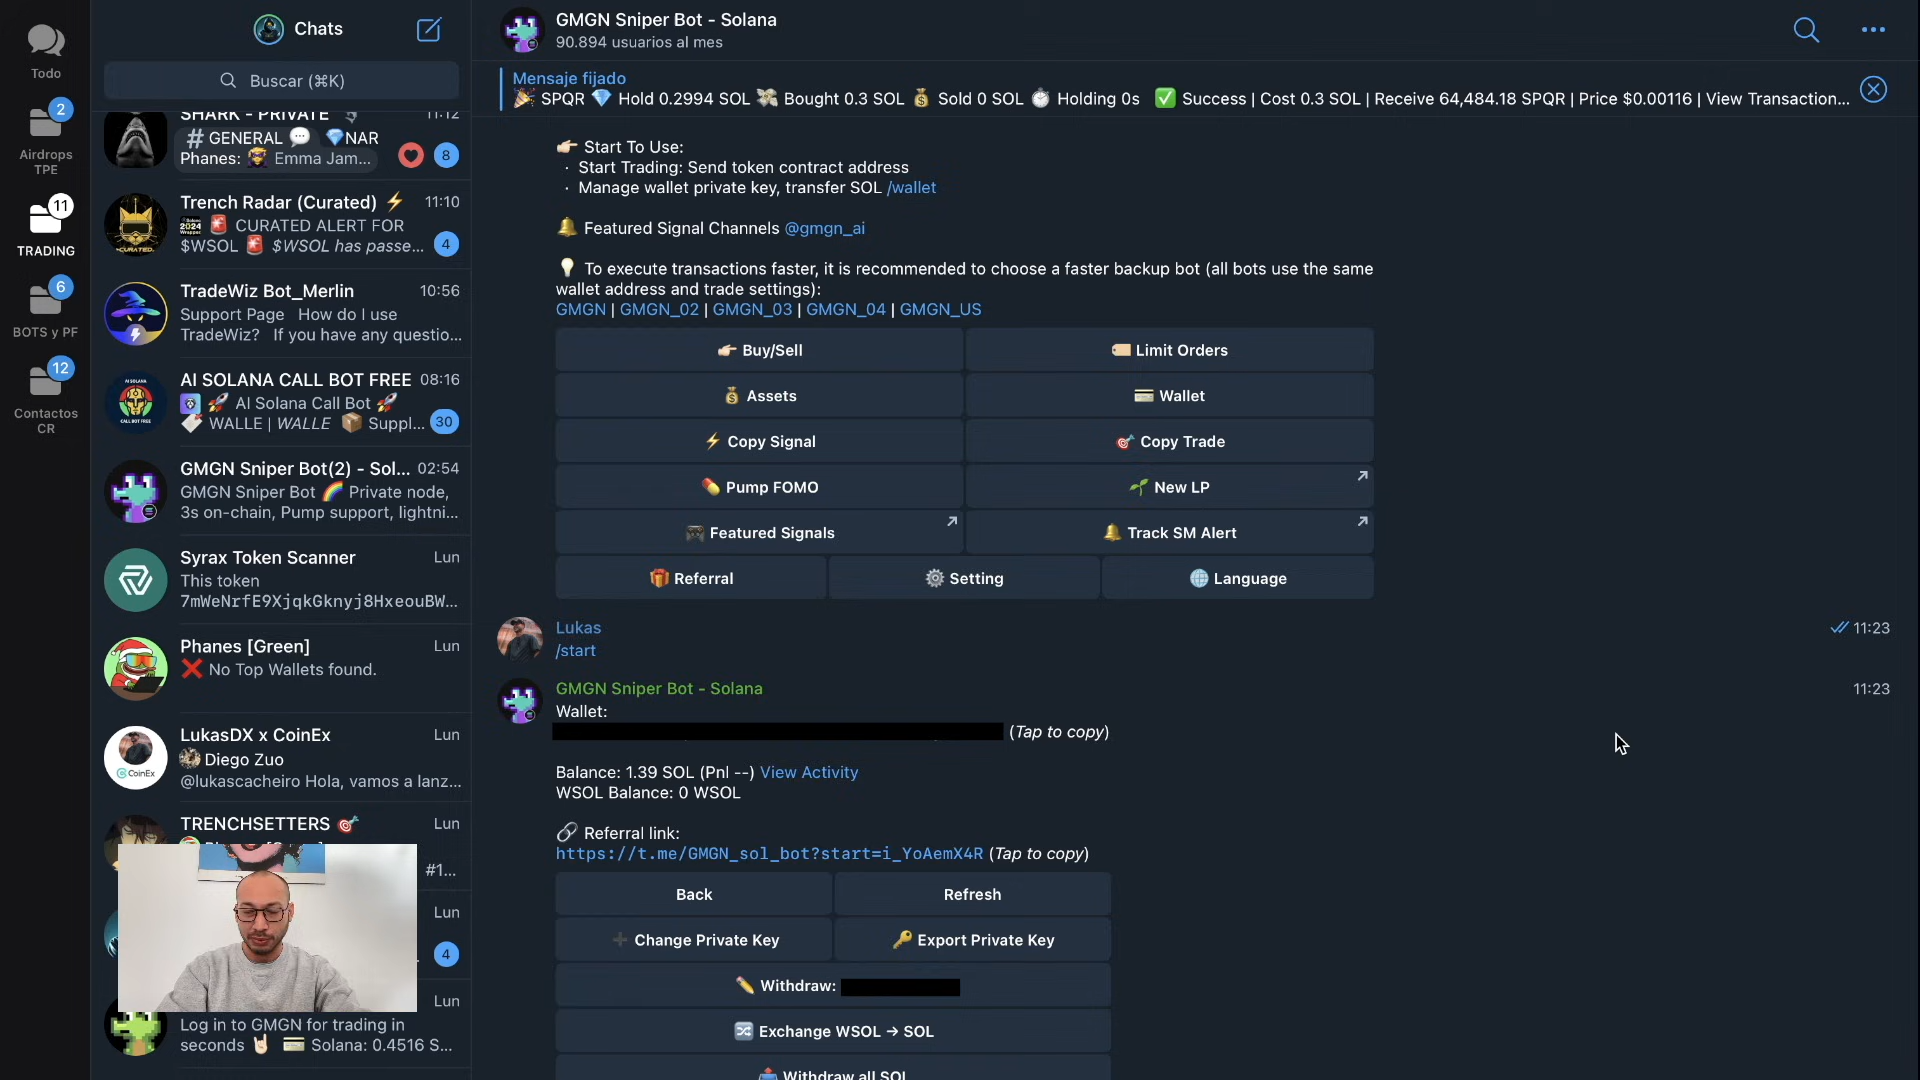 Todo
2
Airdrops
TPE
11
TRADING
6
BOTS y PF
12
Contactos
CR
Chats
Buscar (⌘K)
SHARK - PRIVATE
11:12
# GENERAL 💬 💎NAR
Phanes: Emma Jam...
8
Trench Radar (Curated) ⚡
11:10
🚨 CURATED ALERT FOR
$WSOL 🚨 $WSOL has passe...
4
TradeWiz Bot_Merlin
10:56
Support Page How do I use
TradeWiz? If you have any questio...
AI SOLANA CALL BOT FREE
08:16
🚀 AI Solana Call Bot 🚀
WALLE | WALLE 📦 Suppl...
30
GMGN Sniper Bot(2) - Sol...
02:54
GMGN Sniper Bot 🌈 Private node,
3s on-chain, Pump support, lightni...
Syrax Token Scanner
Lun
This token
7mWeNrfE9XjqkGknyj8HxeouBW...
Phanes [Green]
Lun
❌ No Top Wallets found.
LukasDX x CoinEx
Lun
Diego Zuo
@lukascacheiro Hola, vamos a lanz...
CoinEx
TRENCHSETTERS 🎯
Lun
#1...
Lun
4
Lun
Log in to GMGN for trading in
seconds 🤘🏻 💳 Solana: 0.4516 S...
GMGN Sniper Bot - Solana
90.894 usuarios al mes
Mensaje fijado
🎉 SPQR 💎 Hold 0.2994 SOL 💸 Bought 0.3 SOL 💰 Sold 0 SOL ⏱️ Holding 0s ✅ Success | Cost 0.3 SOL | Receive 64,484.18 SPQR | Price $0.00116 | View Transaction...
👉🏻 Start To Use:
· Start Trading: Send token contract address
· Manage wallet private key, transfer SOL /wallet
🔔 Featured Signal Channels @gmgn_ai
💡 To execute transactions faster, it is recommended to choose a faster backup bot (all bots use the same
wallet address and trade settings):
GMGN | GMGN_02 | GMGN_03 | GMGN_04 | GMGN_US
👉🏻 Buy/Sell
🏷️ Limit Orders
💰 Assets
💳 Wallet
⚡ Copy Signal
🎯 Copy Trade
💊 Pump FOMO
🌱 New LP
🎮 Featured Signals
🔔 Track SM Alert
🎁 Referral
⚙️ Setting
🌐 Language
Lukas
11:23
/start
GMGN Sniper Bot - Solana
11:23
Wallet:
(Tap to copy)
Balance: 1.39 SOL (Pnl --) View Activity
WSOL Balance: 0 WSOL
🔗 Referral link:
https://t.me/GMGN_sol_bot?start=i_YoAemX4R (Tap to copy)
Back
Refresh
➕ Change Private Key
🔑 Export Private Key
✏️ Withdraw:
🔀 Exchange WSOL → SOL
📤 Withdraw all SOL